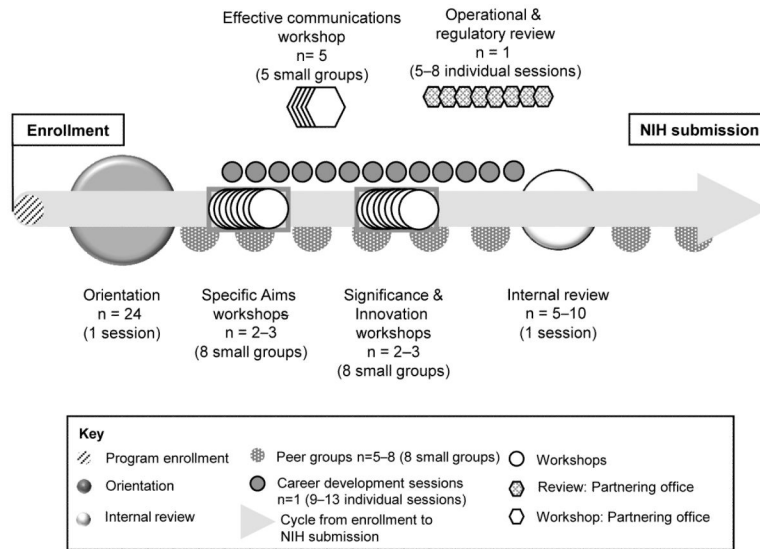 Effective communications
workshop
n= 5
(5 small groups)
Operational &
regulatory review
n = 1
(5–8 individual sessions)
Enrollment
NIH submission
Orientation
n = 24
(1 session)
Specific Aims
workshops
n = 2–3
(8 small groups)
Significance &
Innovation
workshops
n = 2–3
(8 small groups)
Internal review
n = 5–10
(1 session)
Key
Program enrollment
Orientation
Internal review
Peer groups n=5–8 (8 small groups)
Career development sessions
n=1 (9–13 individual sessions)
Cycle from enrollment to
NIH submission
Workshops
Review: Partnering office
Workshop: Partnering office